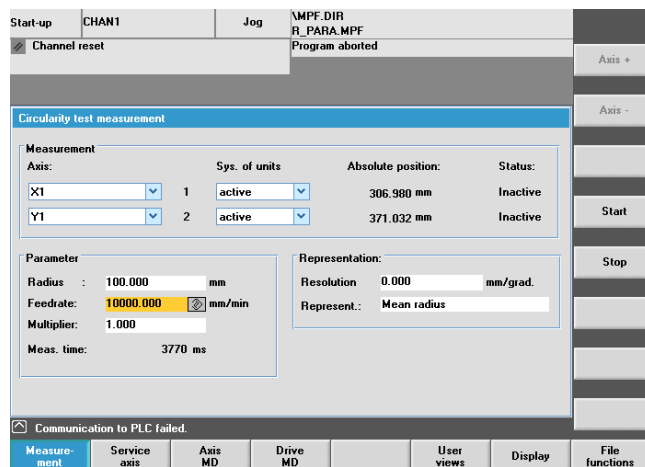 Start-up CHAN1 Jog \MPF.DIR
R_PARA.MPF
Channel reset Program aborted
Axis +
Axis -
Circularity test measurement
Measurement
Axis: Sys. of units Absolute position: Status:
X1 1 active 306.980 mm Inactive
Y1 2 active 371.032 mm Inactive
Start
Stop
Parameter Representation:
Radius : 100.000 mm Resolution 0.000 mm/grad.
Feedrate: 10000.000 mm/min Represent.: Mean radius
Multiplier: 1.000
Meas. time: 3770 ms
Communication to PLC failed.
Measure- Service Axis Drive User Display File
ment axis MD MD views functions